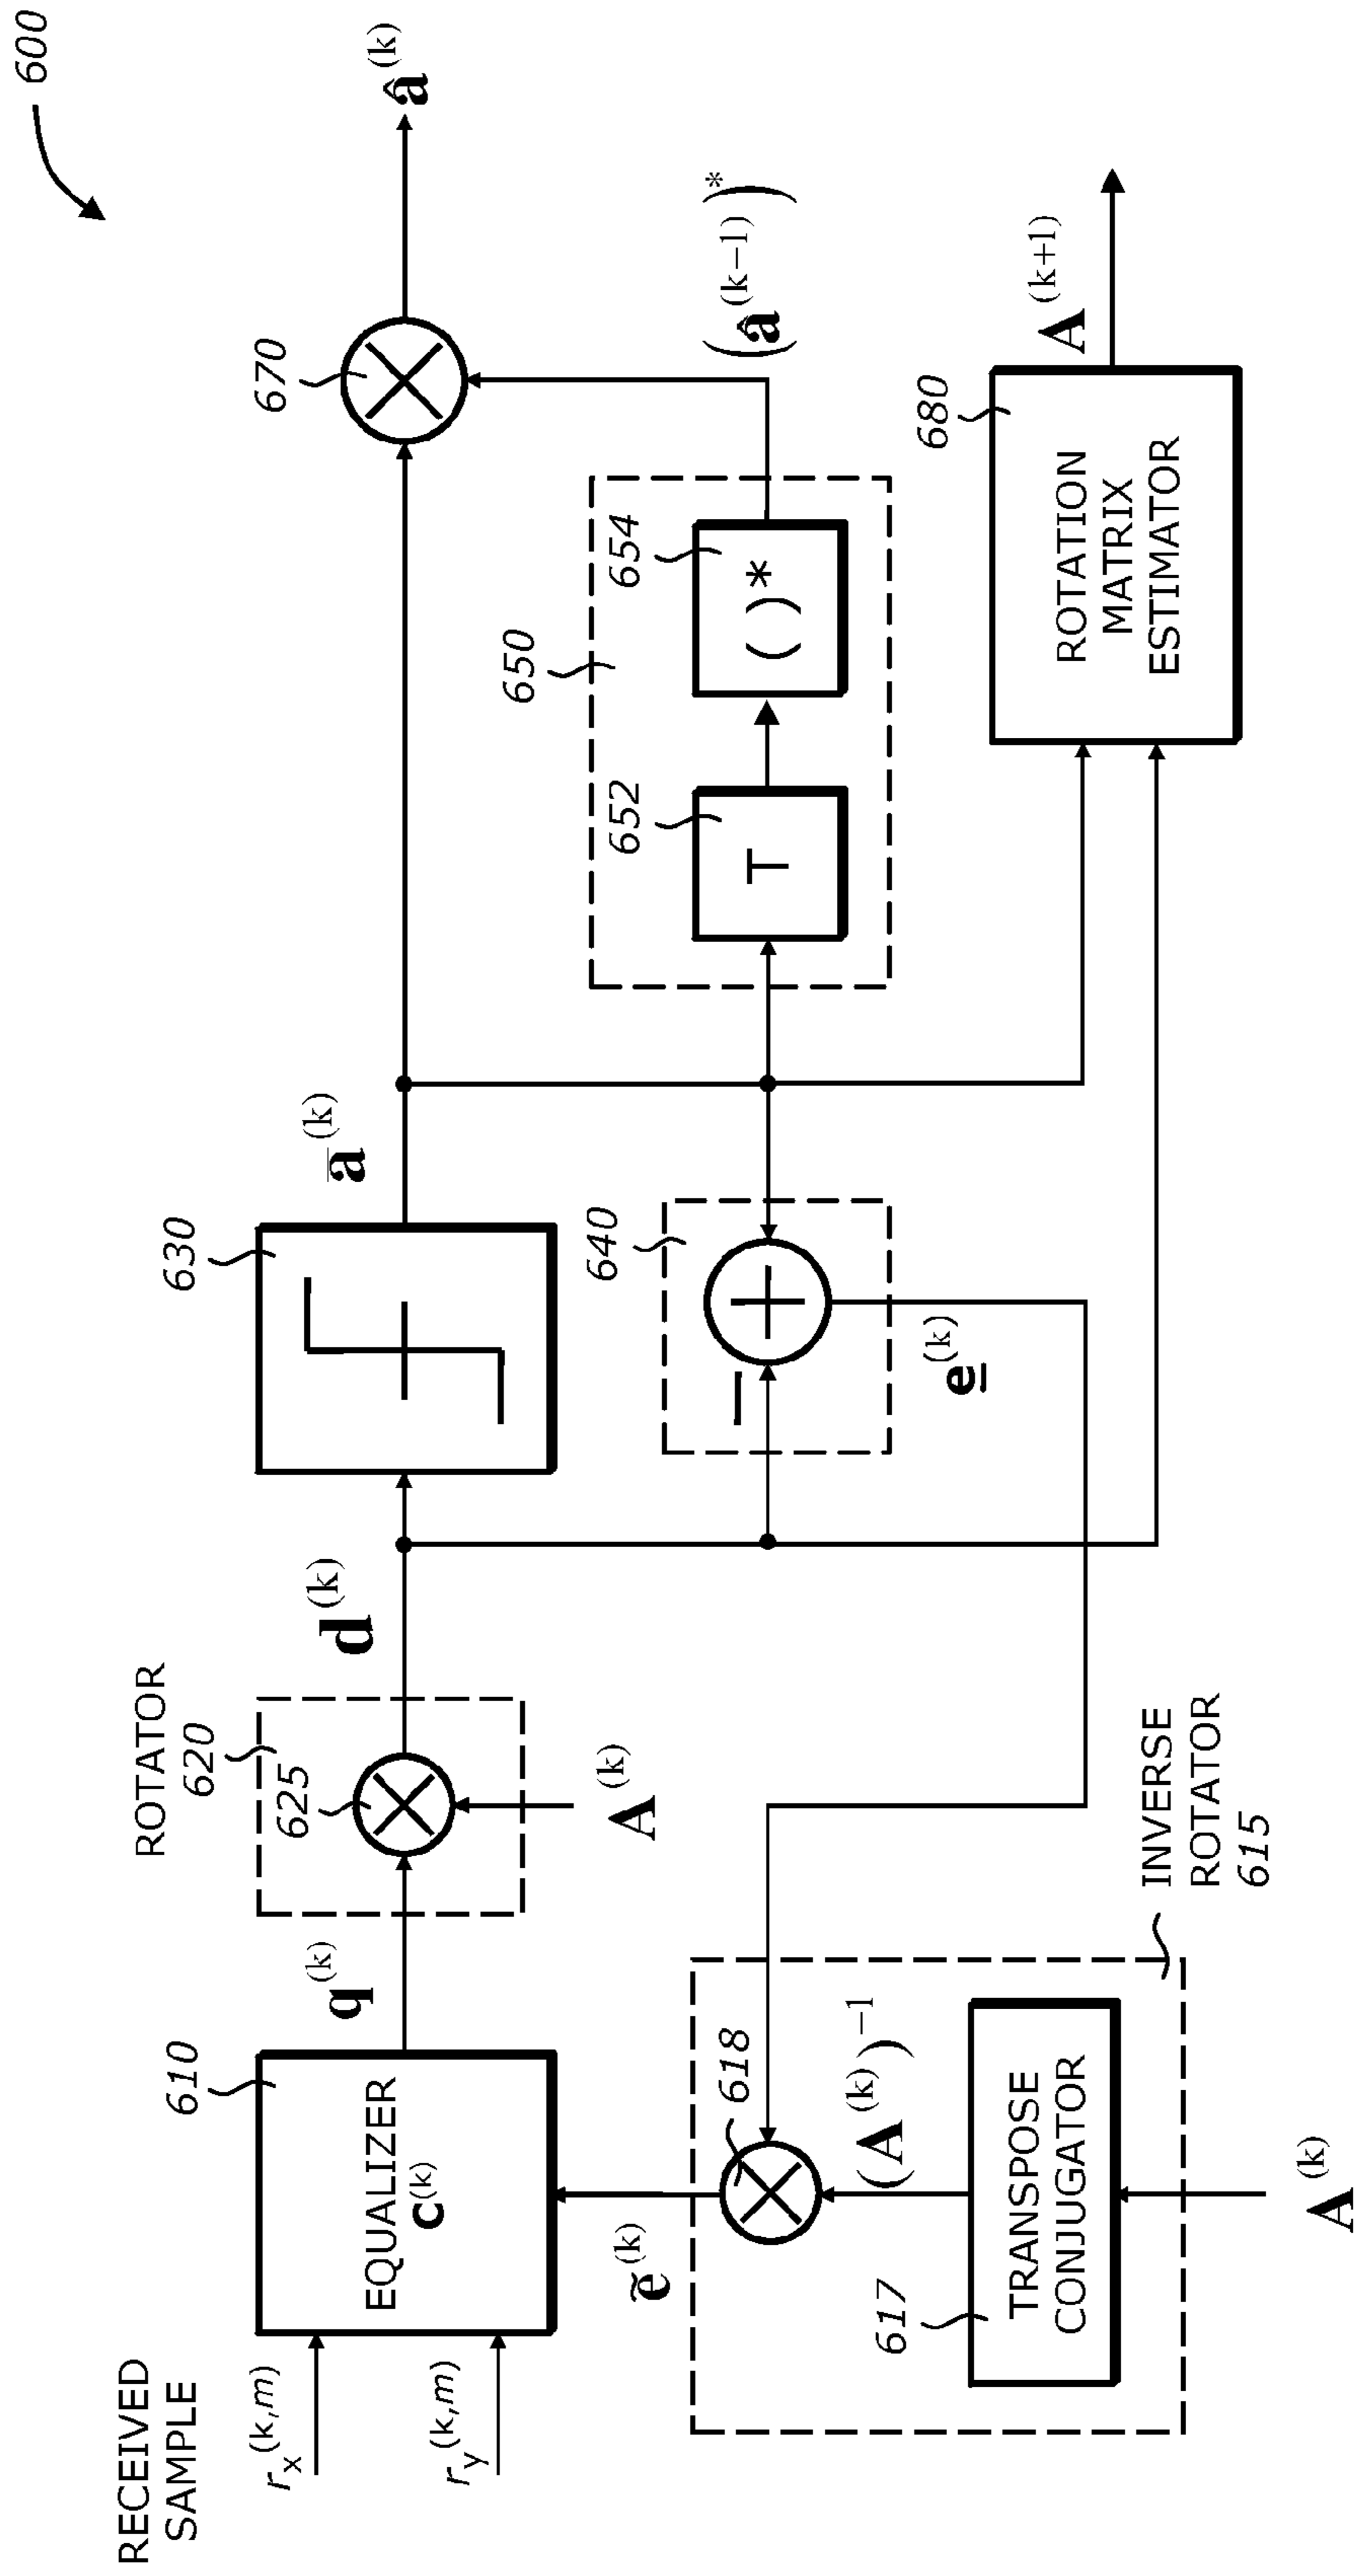 600
RECEIVED
SAMPLE
r_x^(k,m)
r_y^(k,m)
610
EQUALIZER
c^(k)
q^(k)
ROTATOR
620
625
A^(k)
d^(k)
630
a̅^(k)
670
â^(k)
ẽ^(k)
618
(A^(k))^−1
617
TRANSPOSE
CONJUGATOR
A^(k)
INVERSE
ROTATOR
615
640
−
+
e̲^(k)
650
652
T
654
( )*
(â^(k−1))^*
680
ROTATION
MATRIX
ESTIMATOR
A^(k+1)